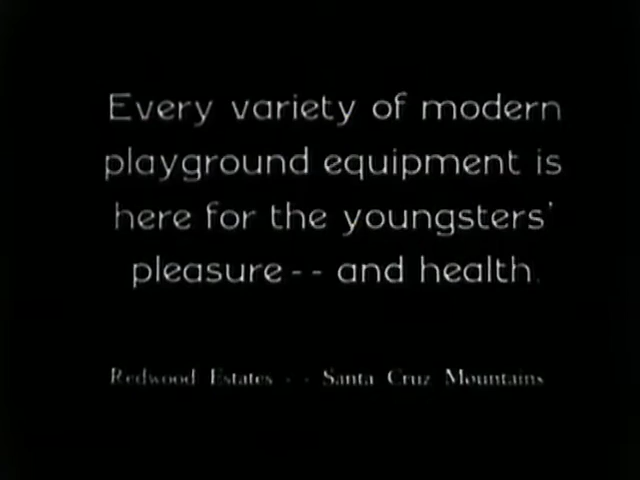 Every variety of modern
playground equipment is
here for the youngsters'
pleasure -- and health.
Redwood Estates -- Santa Cruz Mountains